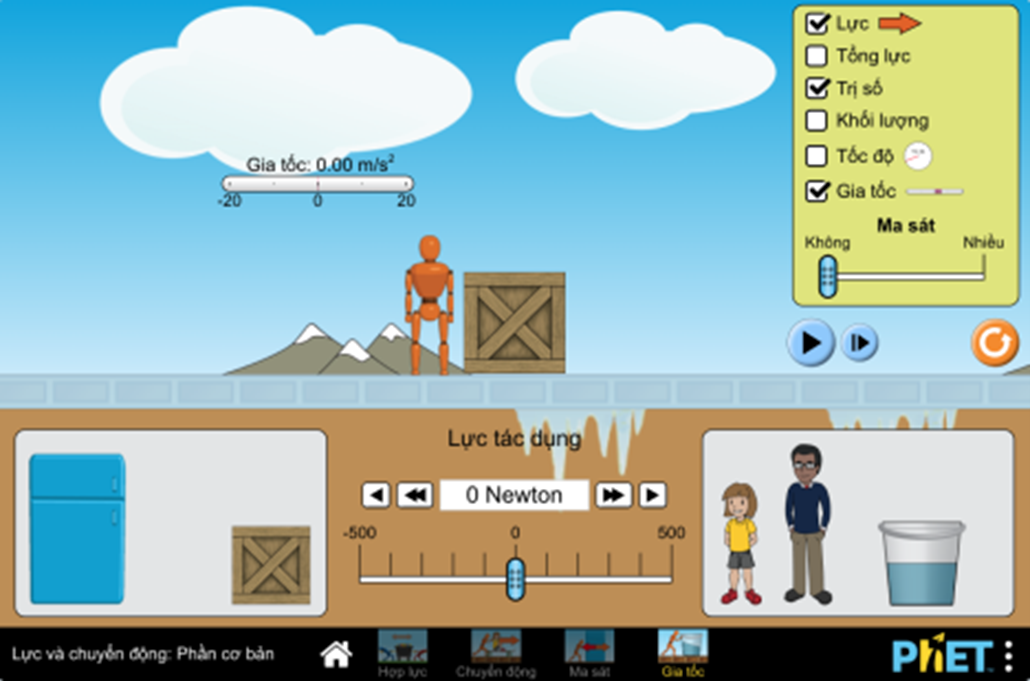 Lực
Tổng lực
Trị số
Khối lượng
Tốc độ
Gia tốc
Ma sát
Không Nhiều
Gia tốc: 0.00 m/s²
-20 0 20
Lực tác dụng
0 Newton
-500 0 500
Lực và chuyển động: Phần cơ bản
Hợp lực Chuyển động Ma sát Gia tốc
PhET